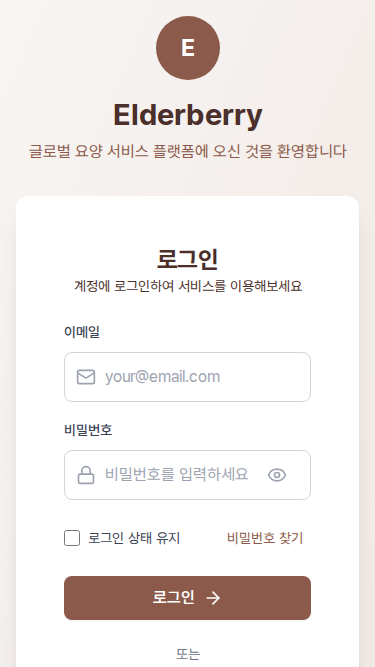 E
Elderberry
글로벌 요양 서비스 플랫폼에 오신 것을 환영합니다
로그인
계정에 로그인하여 서비스를 이용해보세요
이메일
your@email.com
비밀번호
비밀번호를 입력하세요
로그인 상태 유지 비밀번호 찾기
로그인 →
또는